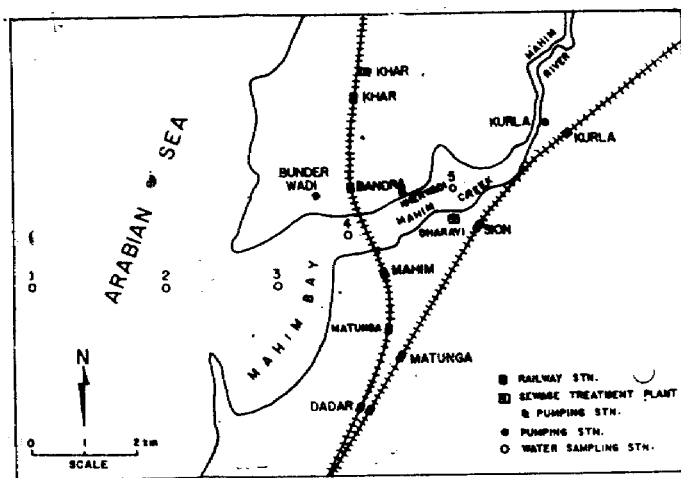 MAHIM
RIVER
KHAR
KHAR
KURLA
KURLA
ARABIAN SEA
BUNDER
WADI
BANDRA
5
MAHIM CREEK
DHARAVI
SION
4
1
2
3
MAHIM
MAHIM BAY
MATUNGA
MATUNGA
N
DADAR
RAILWAY STN.
SEWAGE TREATMENT PLANT
& PUMPING STN.
PUMPING STN.
WATER SAMPLING STN.
0 1 2 km
SCALE